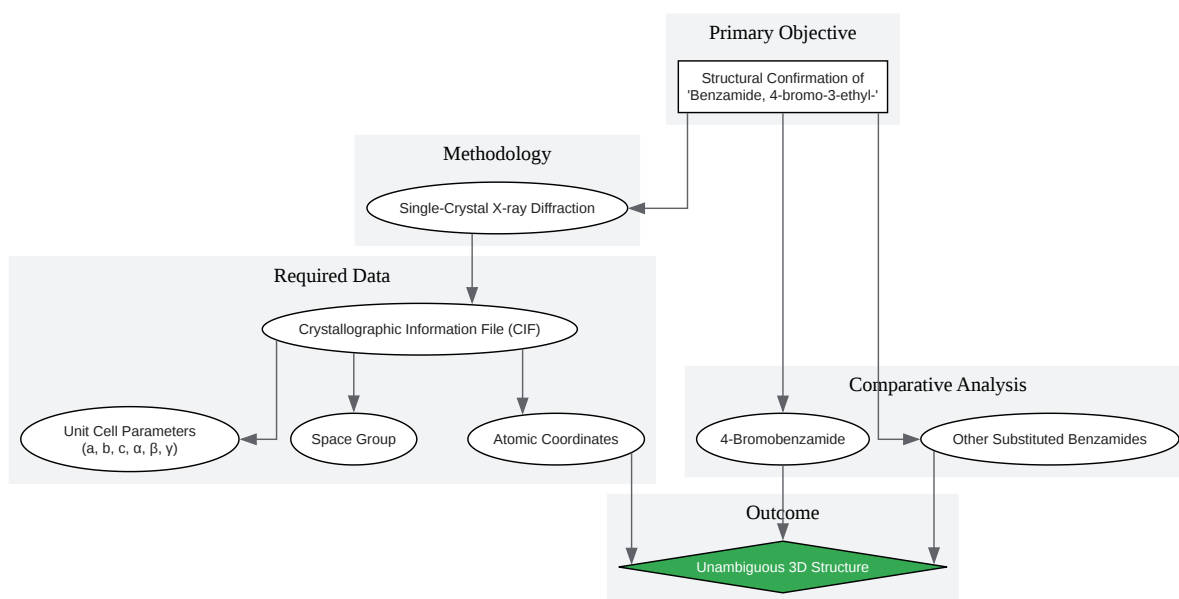 Primary Objective
Structural Confirmation of
'Benzamide, 4-bromo-3-ethyl-'
Methodology
Single-Crystal X-ray Diffraction
Required Data
Crystallographic Information File (CIF)
Unit Cell Parameters
(a, b, c, α, β, γ)
Space Group
Atomic Coordinates
Comparative Analysis
4-Bromobenzamide
Other Substituted Benzamides
Outcome
Unambiguous 3D Structure